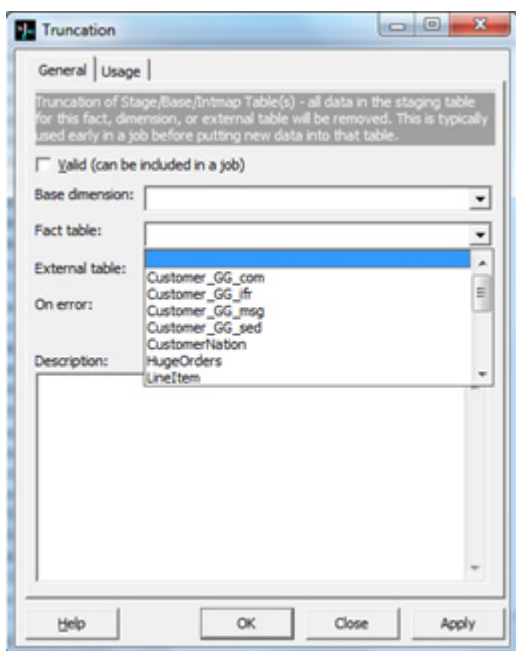 Truncation
General
Usage
Truncation of Stage/Base/Intmap Table(s) - all data in the staging table
for this fact, dimension, or external table will be removed. This is typically
used early in a job before putting new data into that table.
Valid (can be included in a job)
Base dimension:
Fact table:
External table:
Customer_GG_com
Customer_GG_ifr
On error:
Customer_GG_msg
Customer_GG_sed
CustomerNation
Description:
HugeOrders
LineItem
Help
OK
Close
Apply